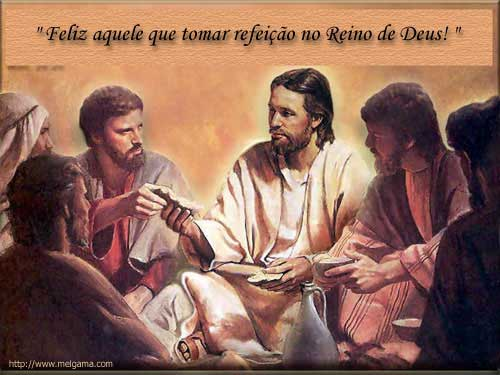 " Feliz aquele que tomar refeição no Reino de Deus! "
http://www.melgama.com